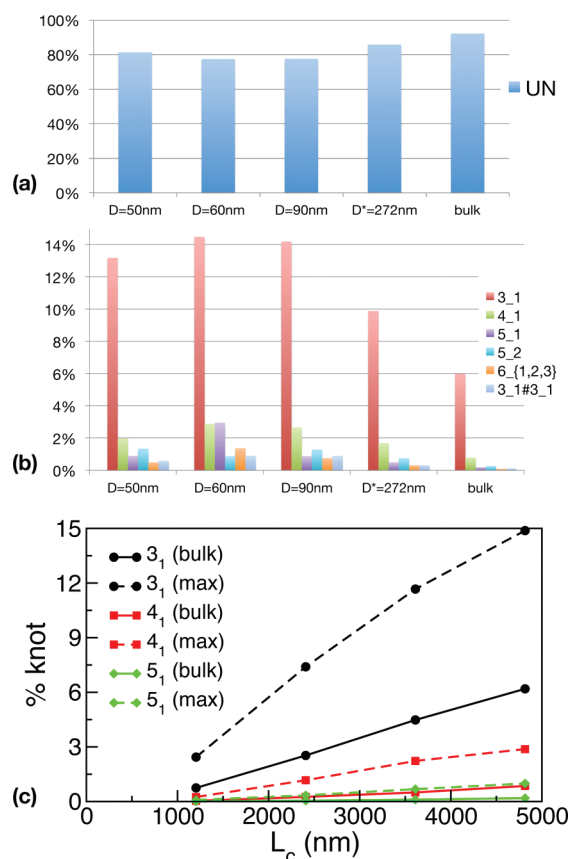 100%
80%
60%
40%
20%
0%
UN
(a)
D=50nm D=60nm D=90nm D*=272nm bulk
14%
12%
10%
8%
6%
4%
2%
0%
3_1
4_1
5_1
5_2
6_{1,2,3}
3_1#3_1
(b)
D=50nm D=60nm D=90nm D*=272nm bulk
15
12
9
6
3
0
% knot
3₁ (bulk)
3₁ (max)
4₁ (bulk)
4₁ (max)
5₁ (bulk)
5₁ (max)
(c)
0 1000 2000 3000 4000 5000
L_c (nm)